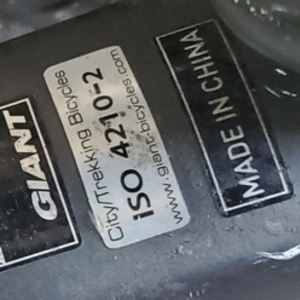 GIANT
City/Trekking Bicycles
ISO 4210-2
www.giant-bicycles.com
MADE IN CHINA